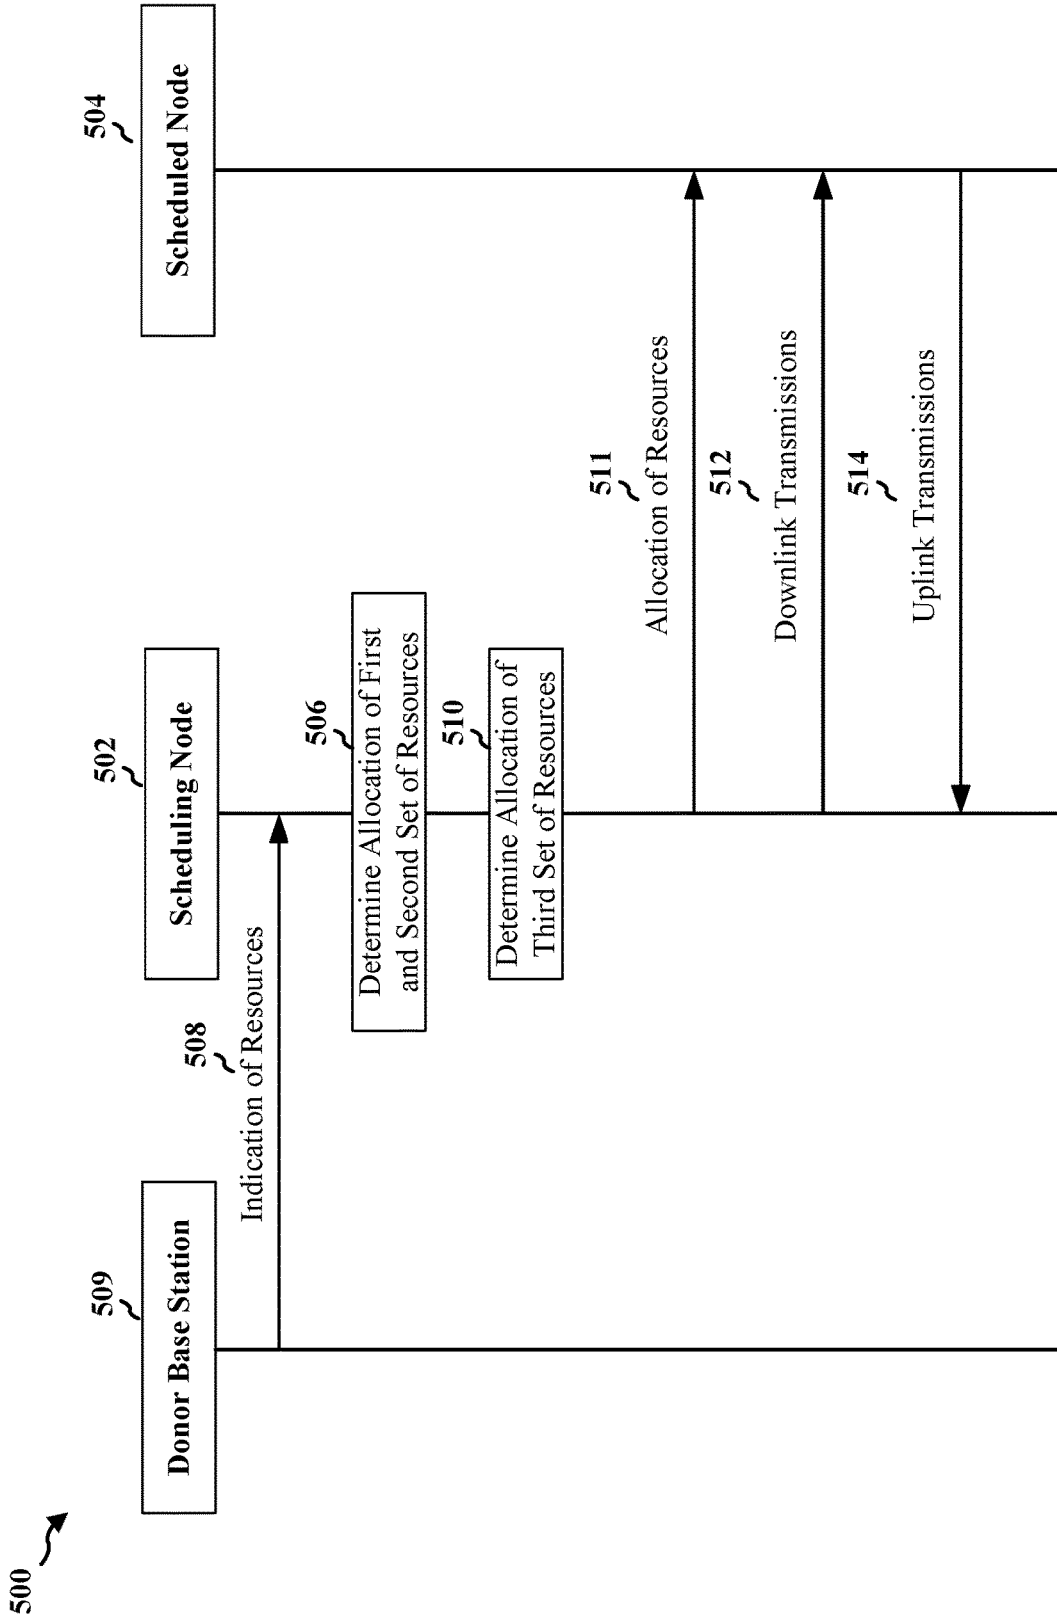 500
509
Donor Base Station
502
Scheduling Node
504
Scheduled Node
508
Indication of Resources
506
Determine Allocation of First
and Second Set of Resources
510
Determine Allocation of
Third Set of Resources
511
Allocation of Resources
512
Downlink Transmissions
514
Uplink Transmissions